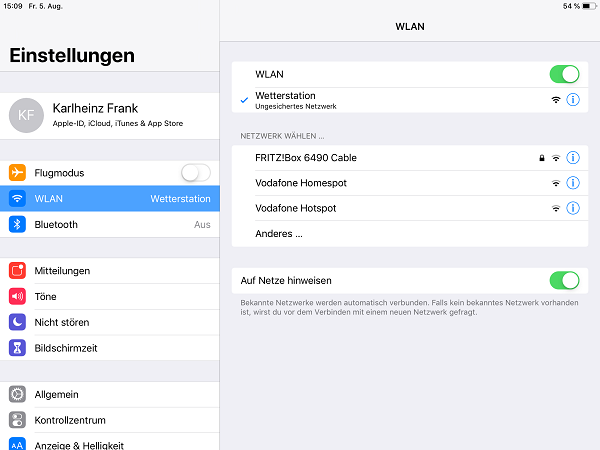 15:09 Fr. 5. Aug.
54 %
Einstellungen
KF
Karlheinz Frank
Apple-ID, iCloud, iTunes & App Store
Flugmodus
WLAN Wetterstation
Bluetooth Aus
Mitteilungen
Töne
Nicht stören
Bildschirmzeit
Allgemein
Kontrollzentrum
AA Anzeige & Helligkeit
WLAN
WLAN
Wetterstation
Ungesichertes Netzwerk
NETZWERK WÄHLEN ...
FRITZ!Box 6490 Cable
Vodafone Homespot
Vodafone Hotspot
Anderes ...
Auf Netze hinweisen
Bekannte Netzwerke werden automatisch verbunden. Falls kein bekanntes Netzwerk vorhanden
ist, wirst du vor dem Verbinden mit einem neuen Netzwerk gefragt.